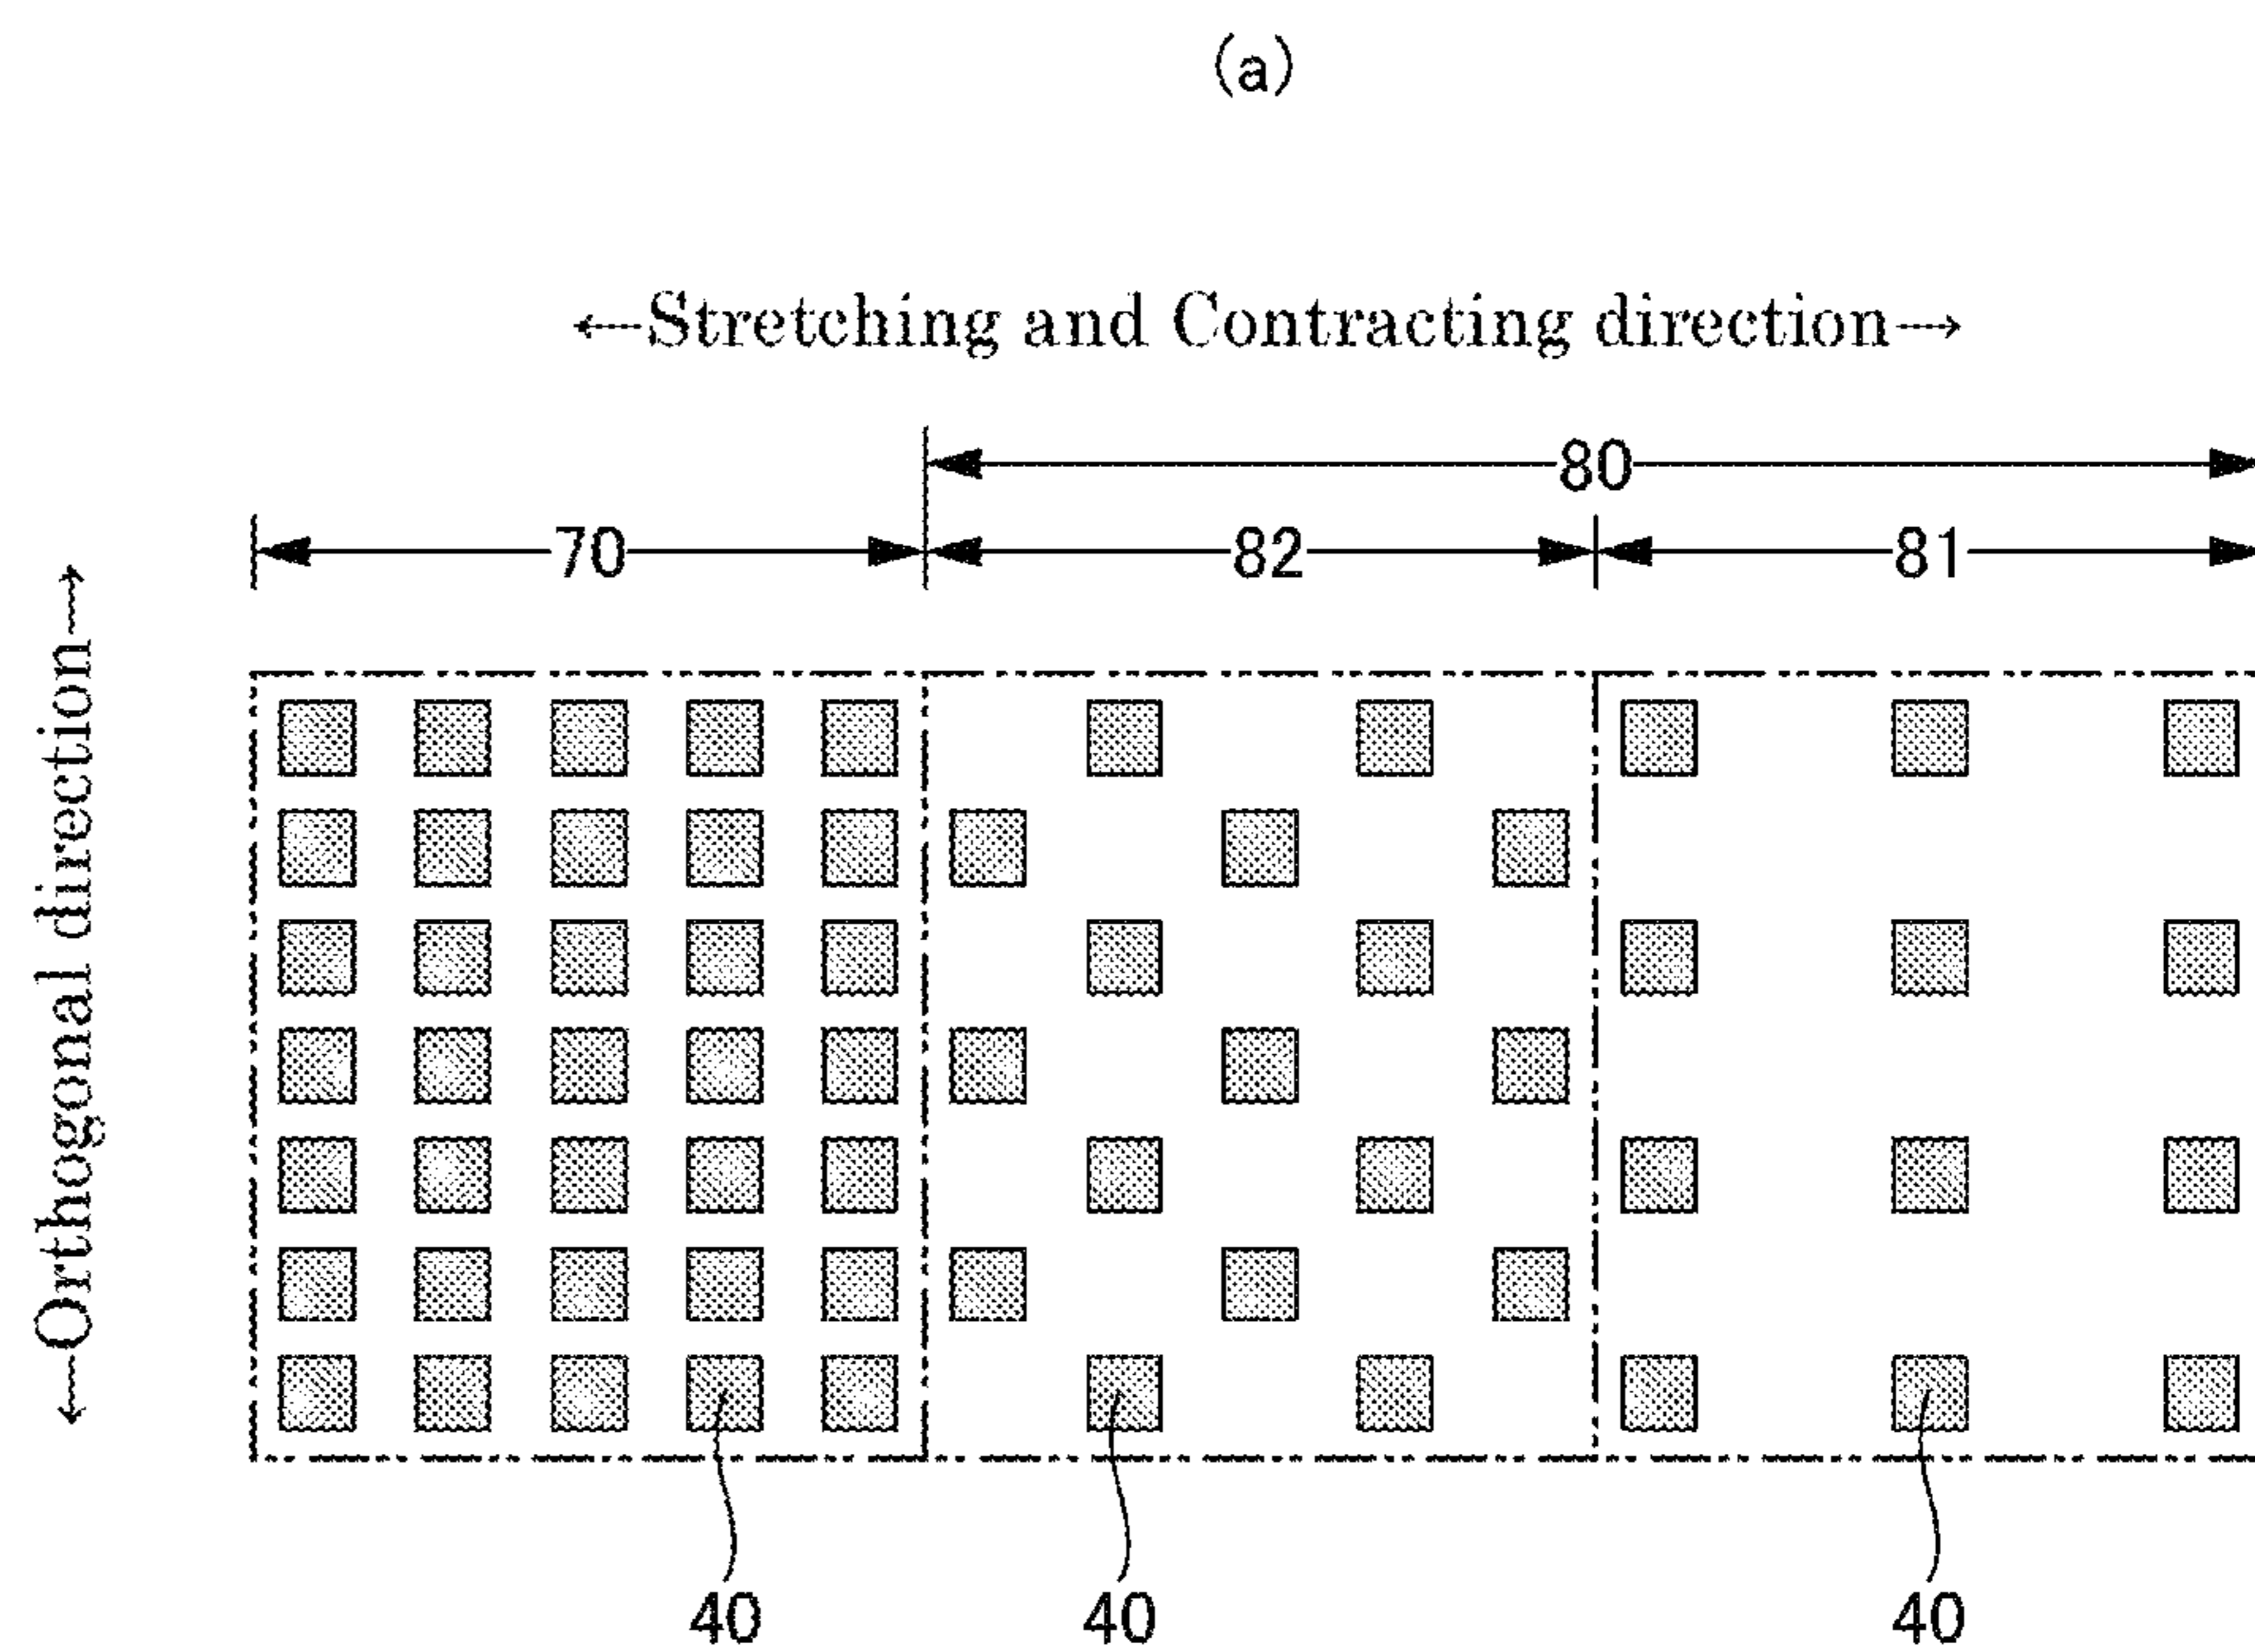 (a)
←Stretching and Contracting direction→
80
70
82
81
←Orthogonal direction→
40
40
40